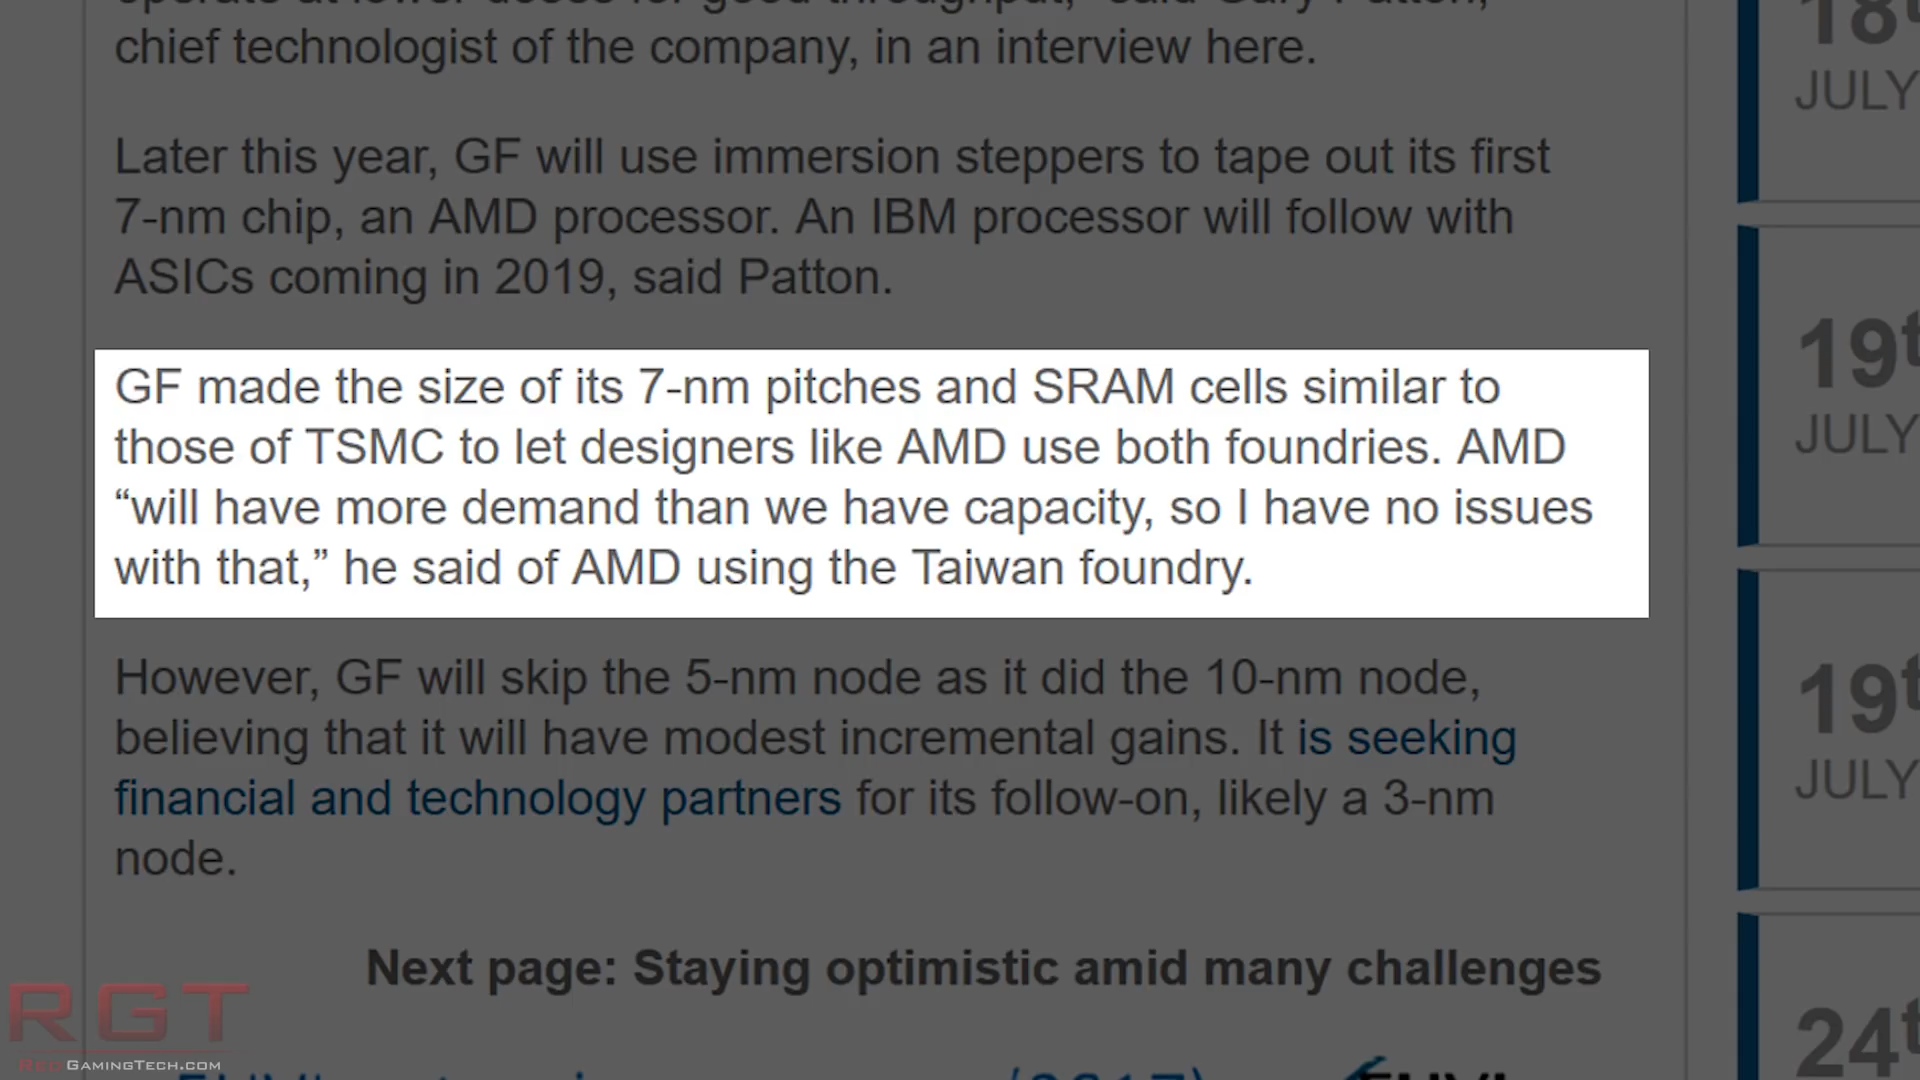 chief technologist of the company, in an interview here.
18
JULY
Later this year, GF will use immersion steppers to tape out its first
7-nm chip, an AMD processor. An IBM processor will follow with
ASICs coming in 2019, said Patton.
19t
JULY
GF made the size of its 7-nm pitches and SRAM cells similar to
those of TSMC to let designers like AMD use both foundries. AMD
“will have more demand than we have capacity, so I have no issues
with that,” he said of AMD using the Taiwan foundry.
However, GF will skip the 5-nm node as it did the 10-nm node,
believing that it will have modest incremental gains. It is seeking
financial and technology partners for its follow-on, likely a 3-nm
node.
19t
JULY
Next page: Staying optimistic amid many challenges
24t
RGT
RedGamingTech.com